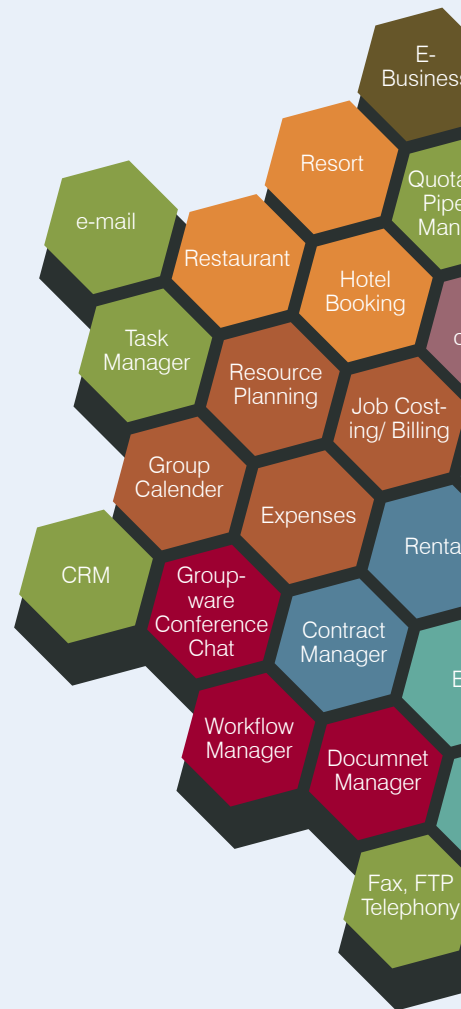 E-
Business
Resort
Quota
Pipe
Man
e-mail
Restaurant
Hotel
Booking
Task
Manager
Resource
Planning
Job Cost-
ing/ Billing
Group
Calender
Expenses
Renta
CRM
Group-
ware
Conference
Chat
Contract
Manager
E
Workflow
Manager
Documnet
Manager
Fax, FTP
Telephony